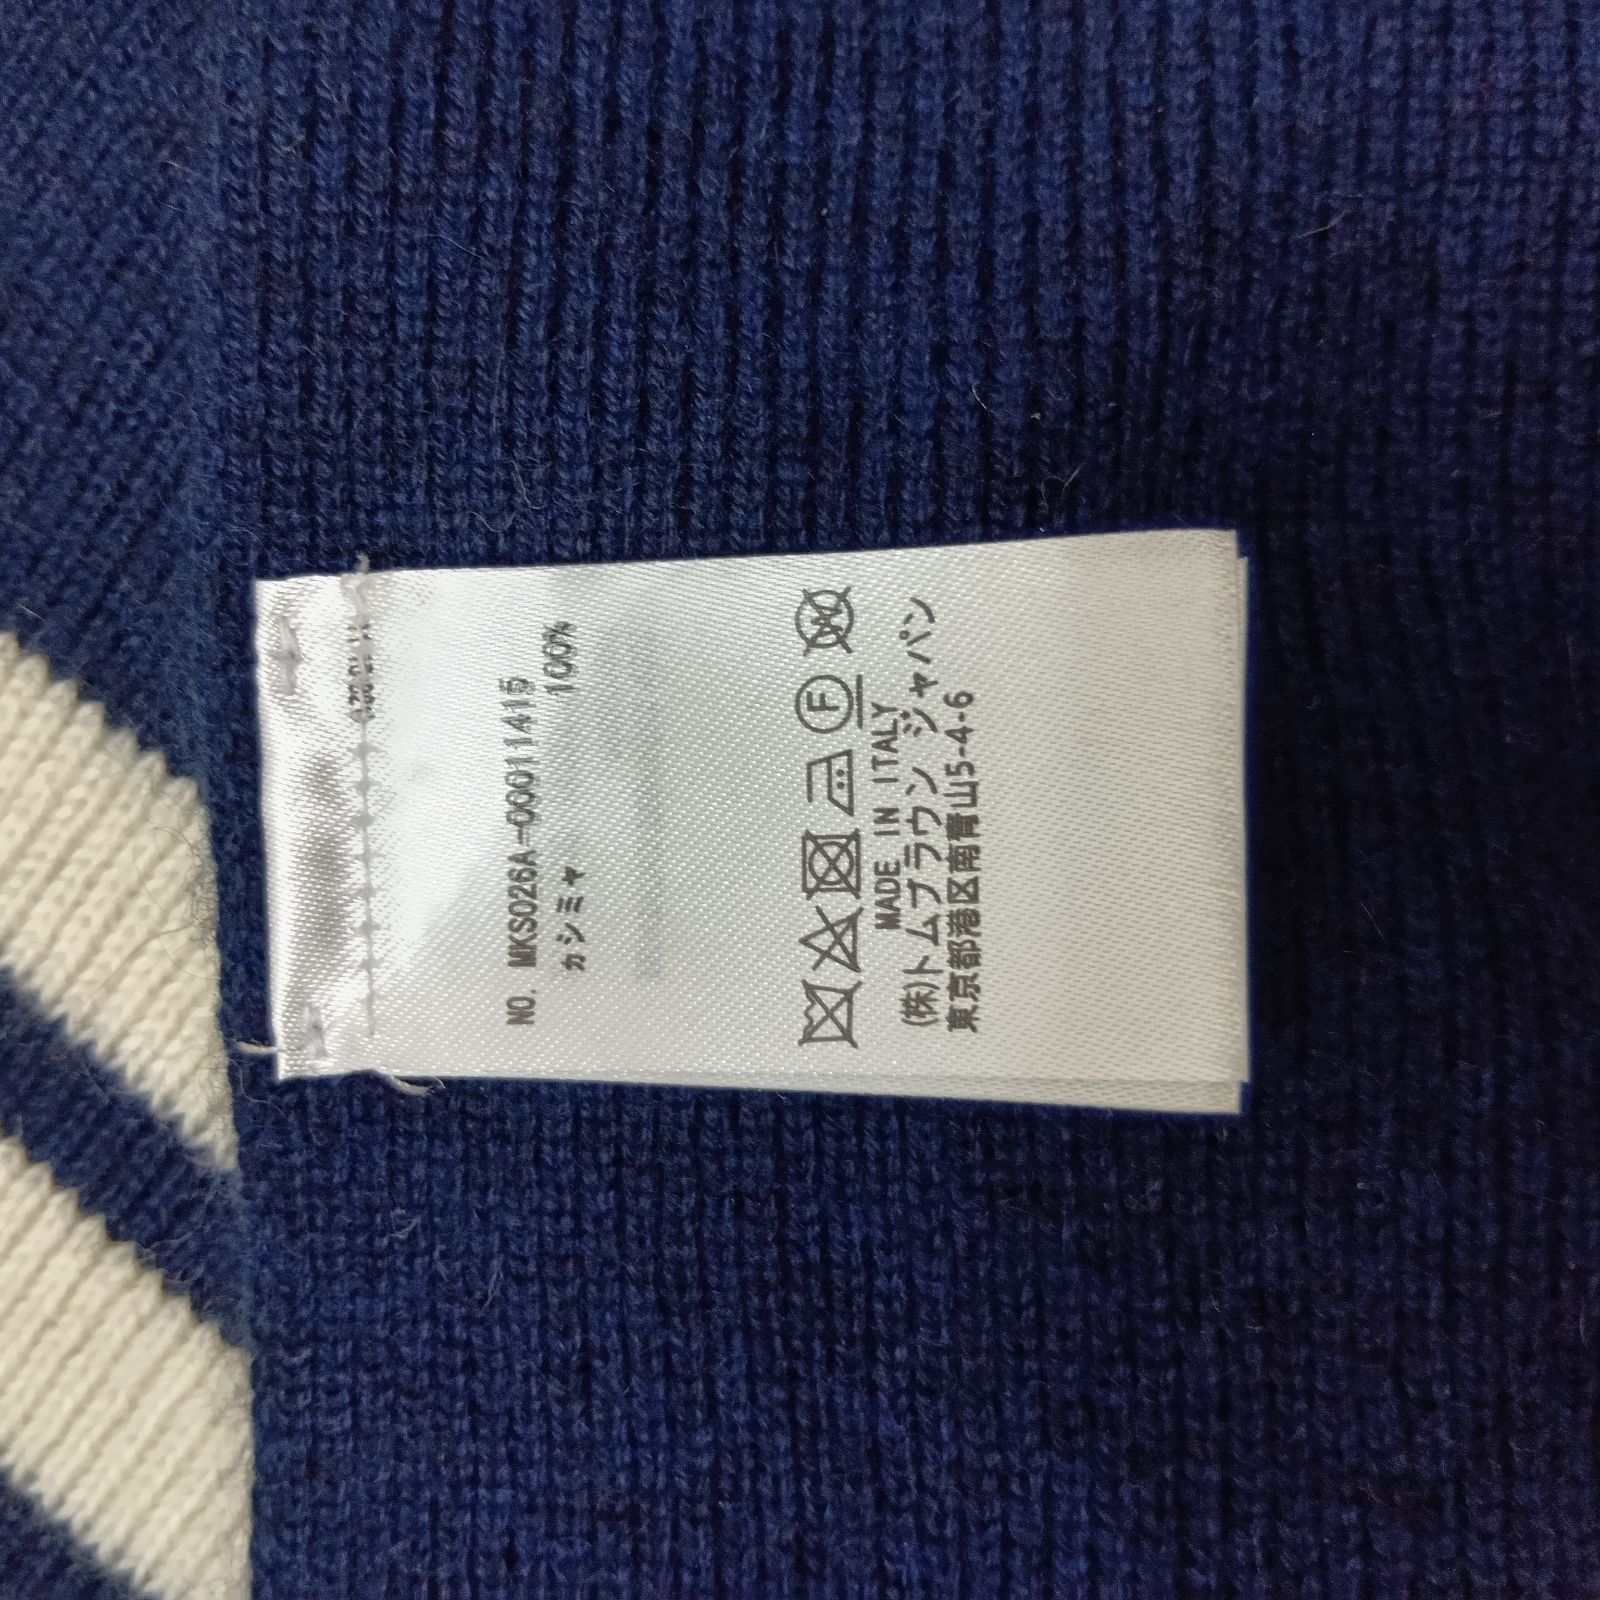 NO. MKS026A-00011415
カシミヤ 100%
MADE IN ITALY
(株)トムブラウン ジャパン
東京都港区南青山5-4-6